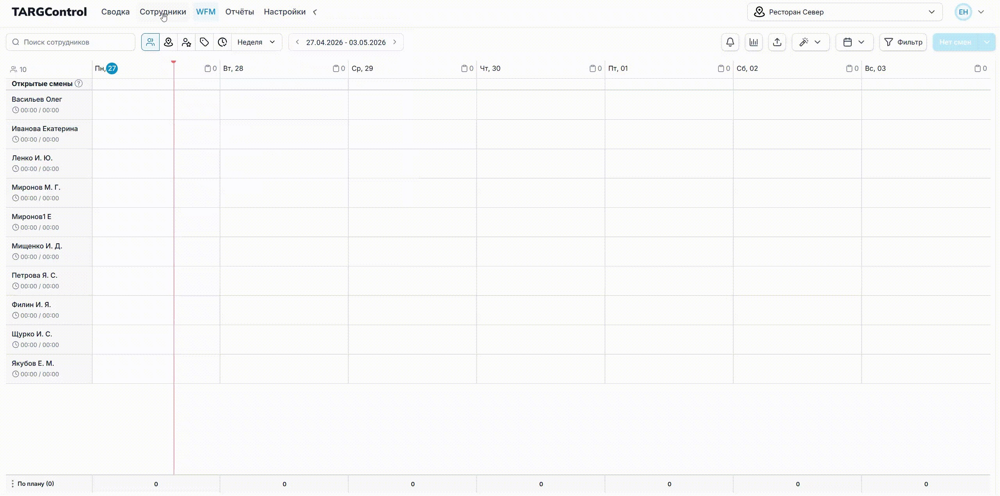 TARGControl Сводка Сотрудники WFM Отчёты Настройки Ресторан Север ЕН
Поиск сотрудников Неделя 27.04.2026 - 03.05.2026 Фильтр Нет смен
10 Пн, 27 0 Вт, 28 0 Ср, 29 0 Чт, 30 0 Пт, 01 0 Сб, 02 0 Вс, 03 0
Открытые смены ?
Васильев Олег
00:00 / 00:00
Иванова Екатерина
00:00 / 00:00
Ленко И. Ю.
00:00 / 00:00
Миронов М. Г.
00:00 / 00:00
Миронов1 Е
00:00 / 00:00
Мищенко И. Д.
00:00 / 00:00
Петрова Я. С.
00:00 / 00:00
Филин И. Я.
00:00 / 00:00
Щурко И. С.
00:00 / 00:00
Якубов Е. М.
00:00 / 00:00
По плану (0) 0 0 0 0 0 0 0